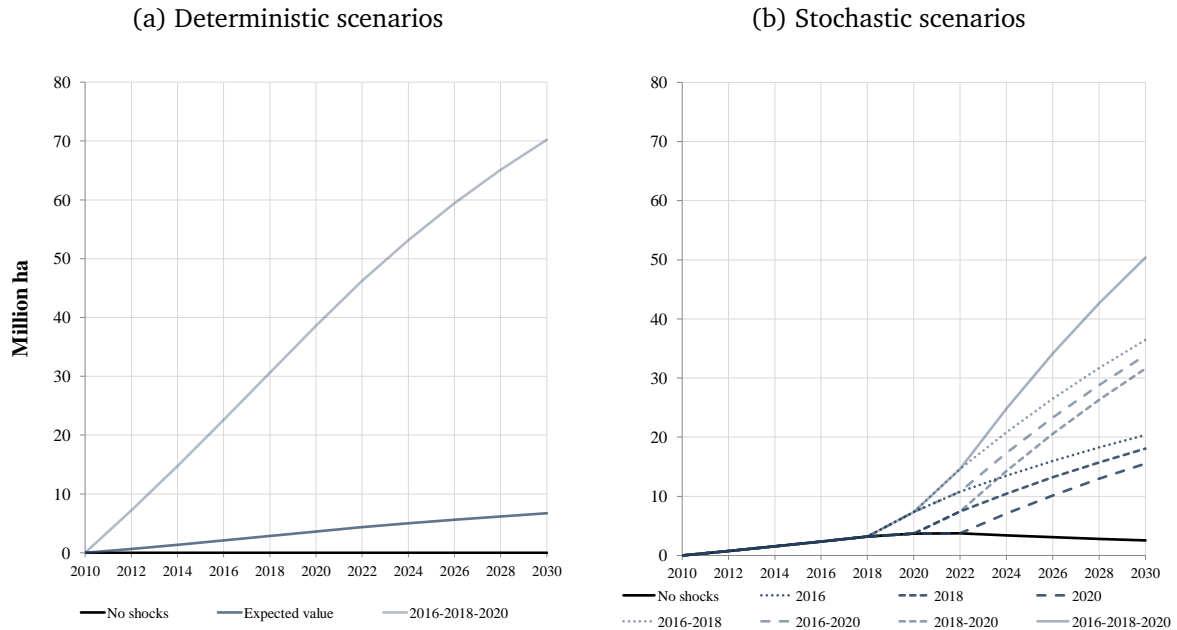 (a) Deterministic scenarios
Million ha
80
70
60
50
40
30
20
10
0
2010 2012 2014 2016 2018 2020 2022 2024 2026 2028 2030
No shocks Expected value 2016-2018-2020
(b) Stochastic scenarios
80
70
60
50
40
30
20
10
0
2010 2012 2014 2016 2018 2020 2022 2024 2026 2028 2030
No shocks 2016 2018 2020
2016-2018 2016-2020 2018-2020 2016-2018-2020